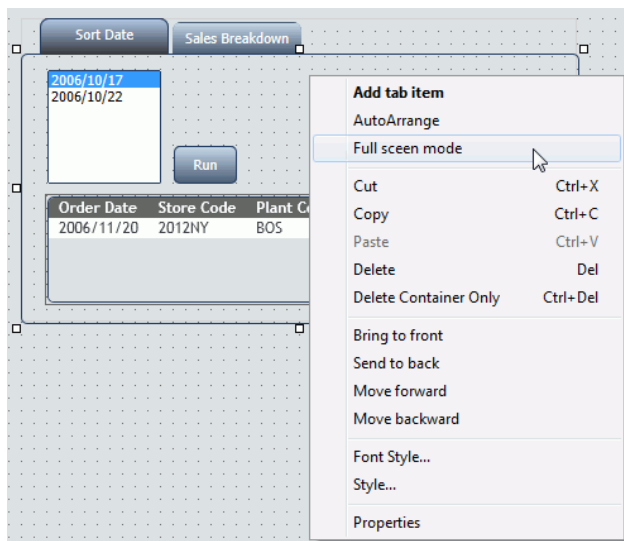 Sort Date
Sales Breakdown
2006/10/17
2006/10/22
Run
Order Date Store Code Plant C
2006/11/20 2012NY BOS
Add tab item
AutoArrange
Full sceen mode
Cut Ctrl+X
Copy Ctrl+C
Paste Ctrl+V
Delete Del
Delete Container Only Ctrl+Del
Bring to front
Send to back
Move forward
Move backward
Font Style...
Style...
Properties